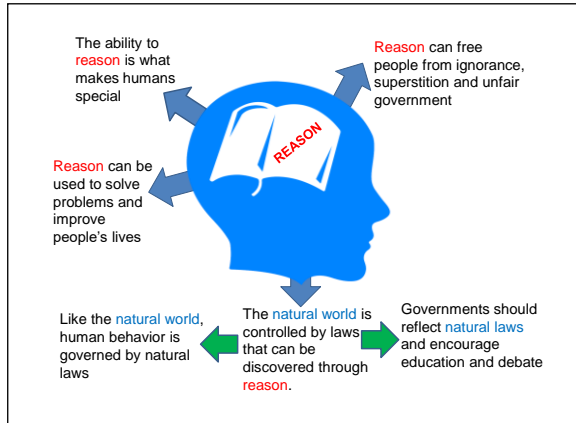 The ability to
reason is what
makes humans
special
Reason can free
people from ignorance,
superstition and unfair
government
REASON
Reason can be
used to solve
problems and
improve
people's lives
Like the natural world,
human behavior is
governed by natural
laws
The natural world is
controlled by laws
that can be
discovered through
reason.
Governments should
reflect natural laws
and encourage
education and debate